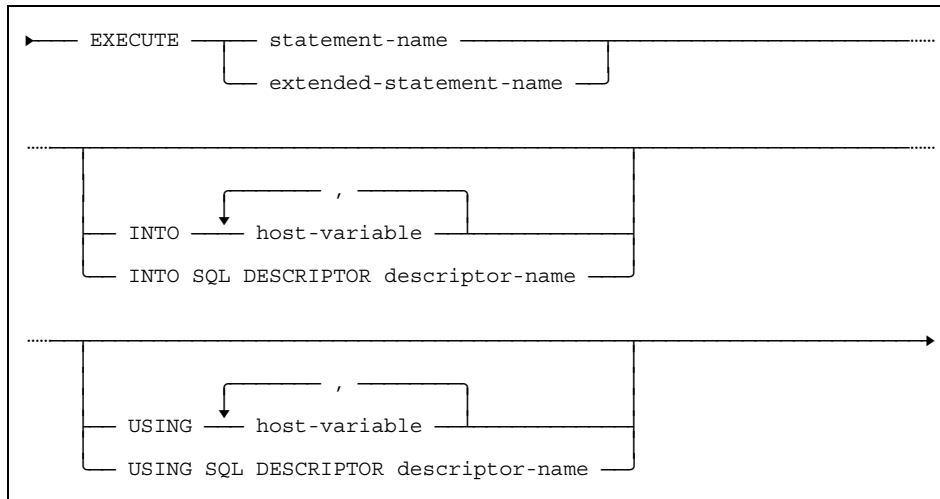 EXECUTE statement-name
extended-statement-name
,
INTO host-variable
INTO SQL DESCRIPTOR descriptor-name
,
USING host-variable
USING SQL DESCRIPTOR descriptor-name